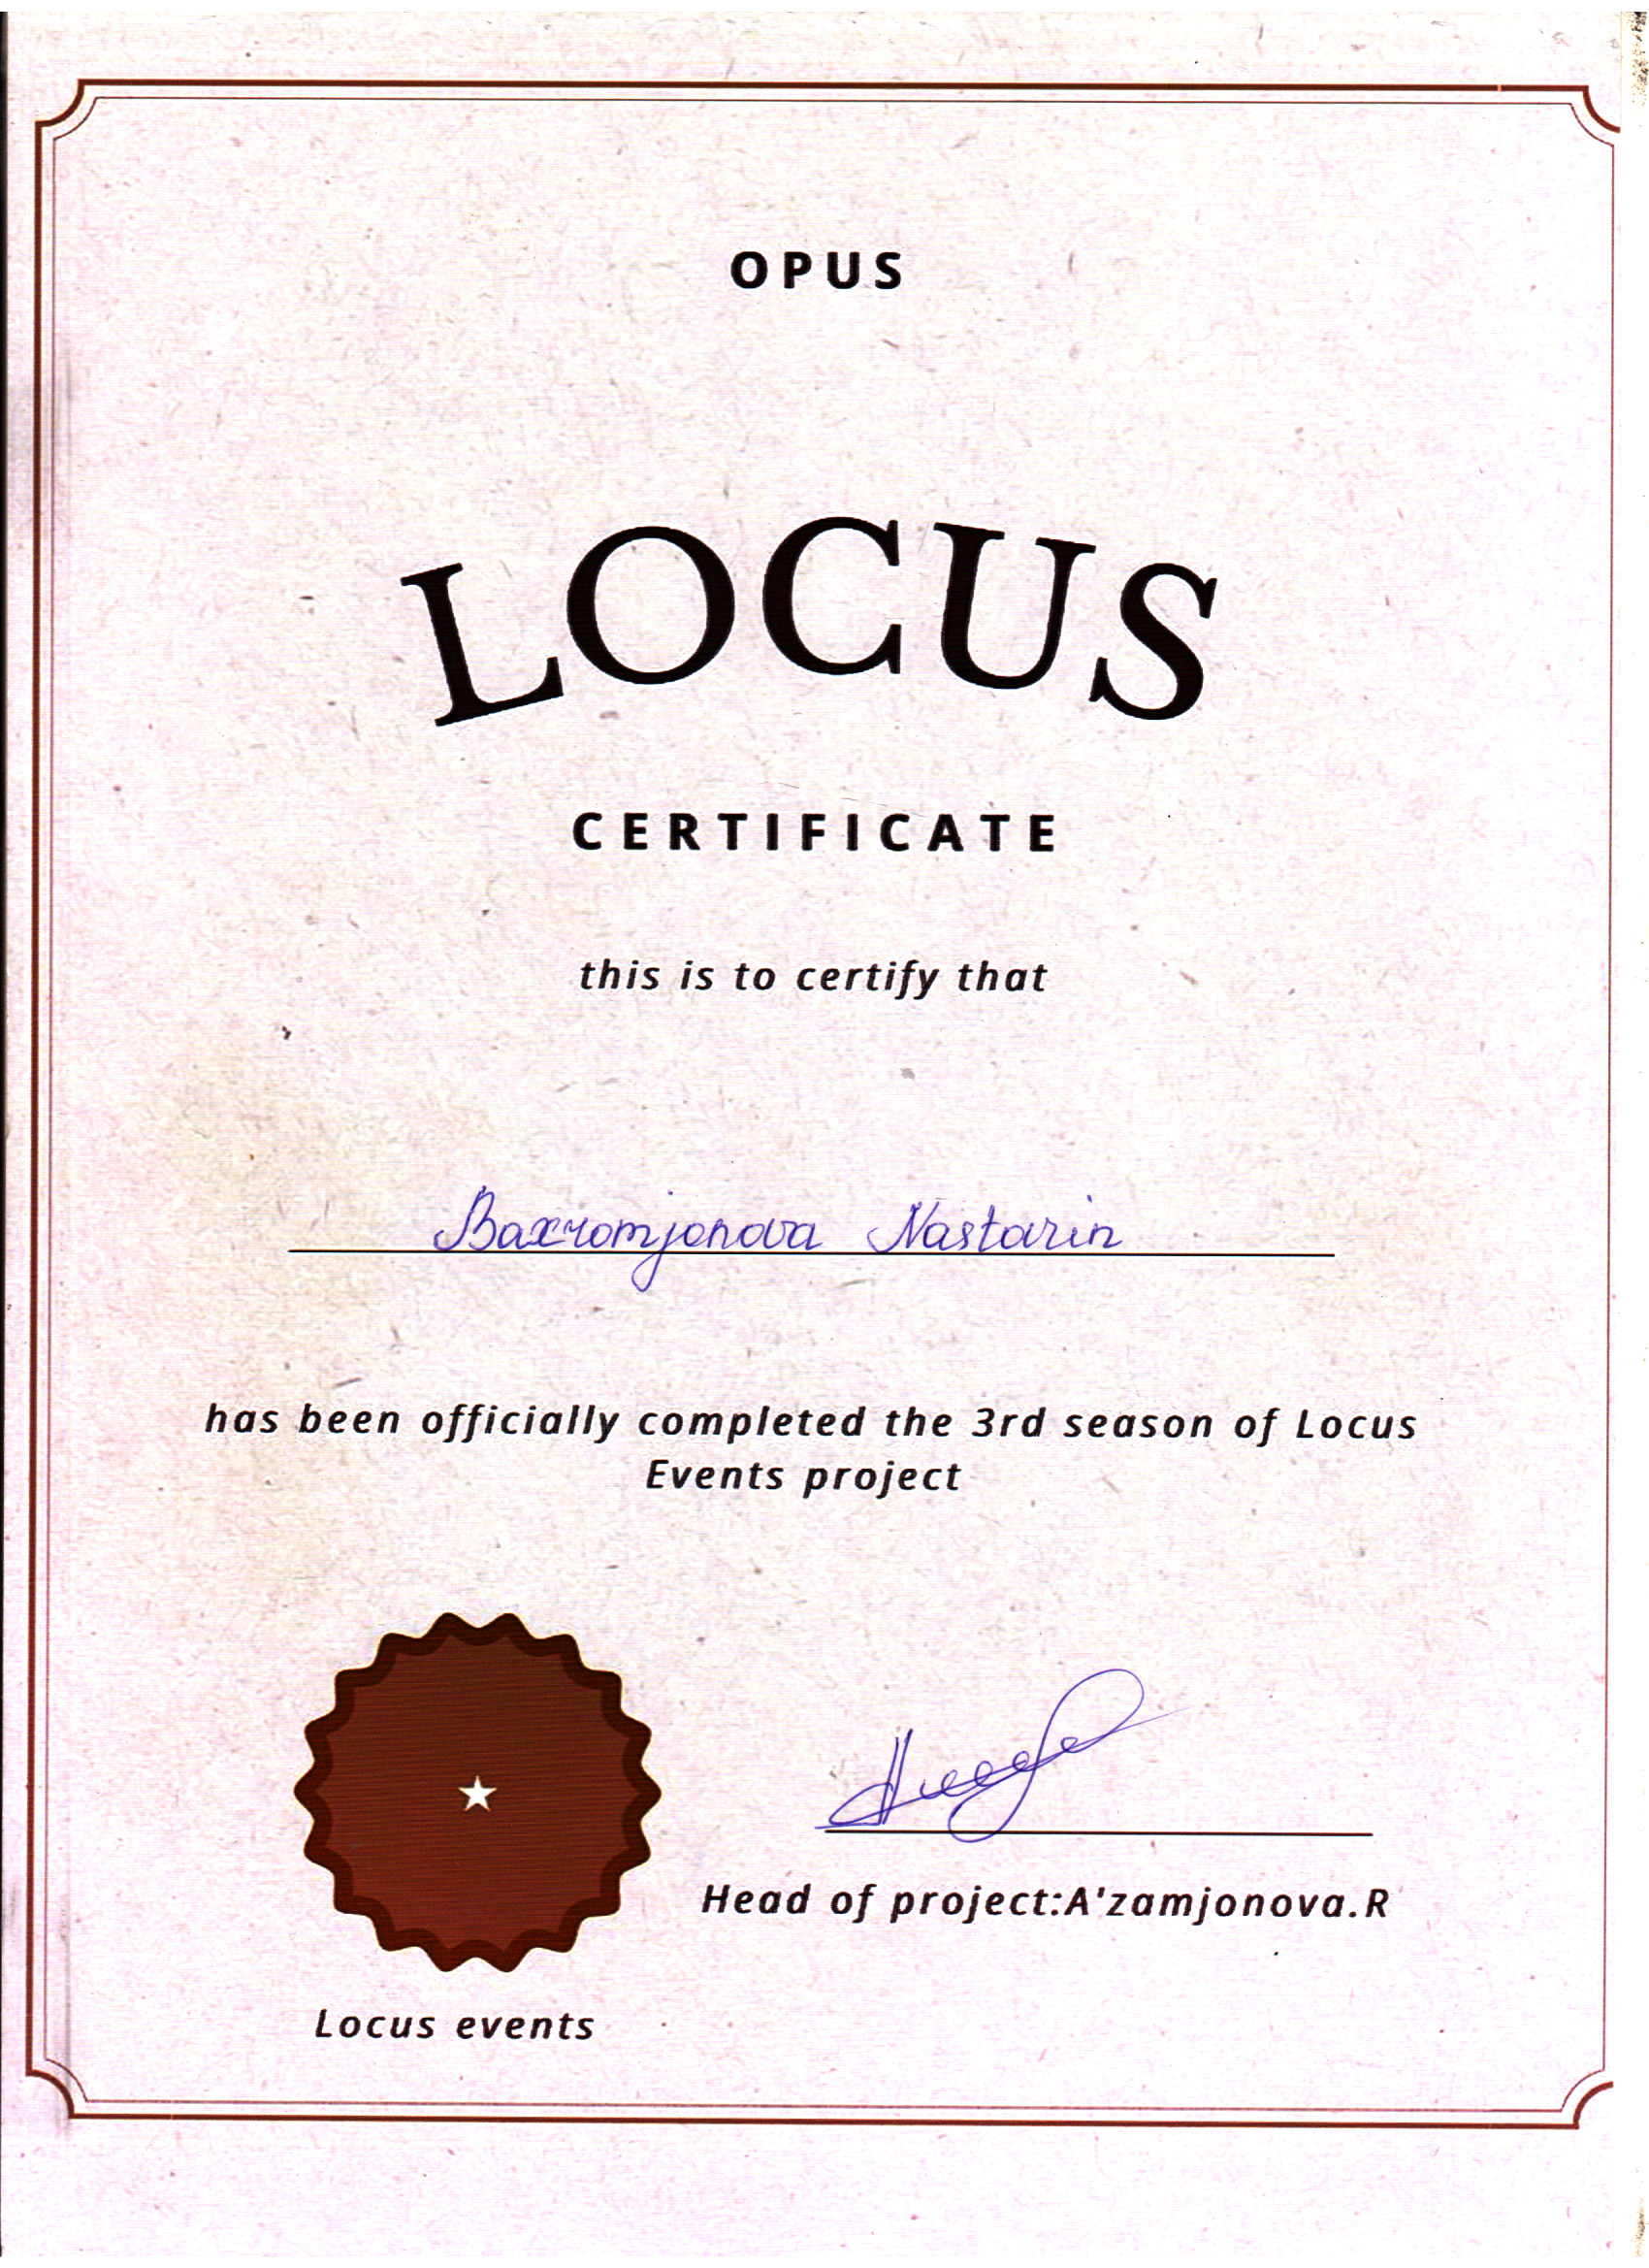 OPUS
LOCUS
CERTIFICATE
this is to certify that
Baxromjonova Nastarin
has been officially completed the 3rd season of Locus
Events project
Head of project:A'zamjonova.R
Locus events